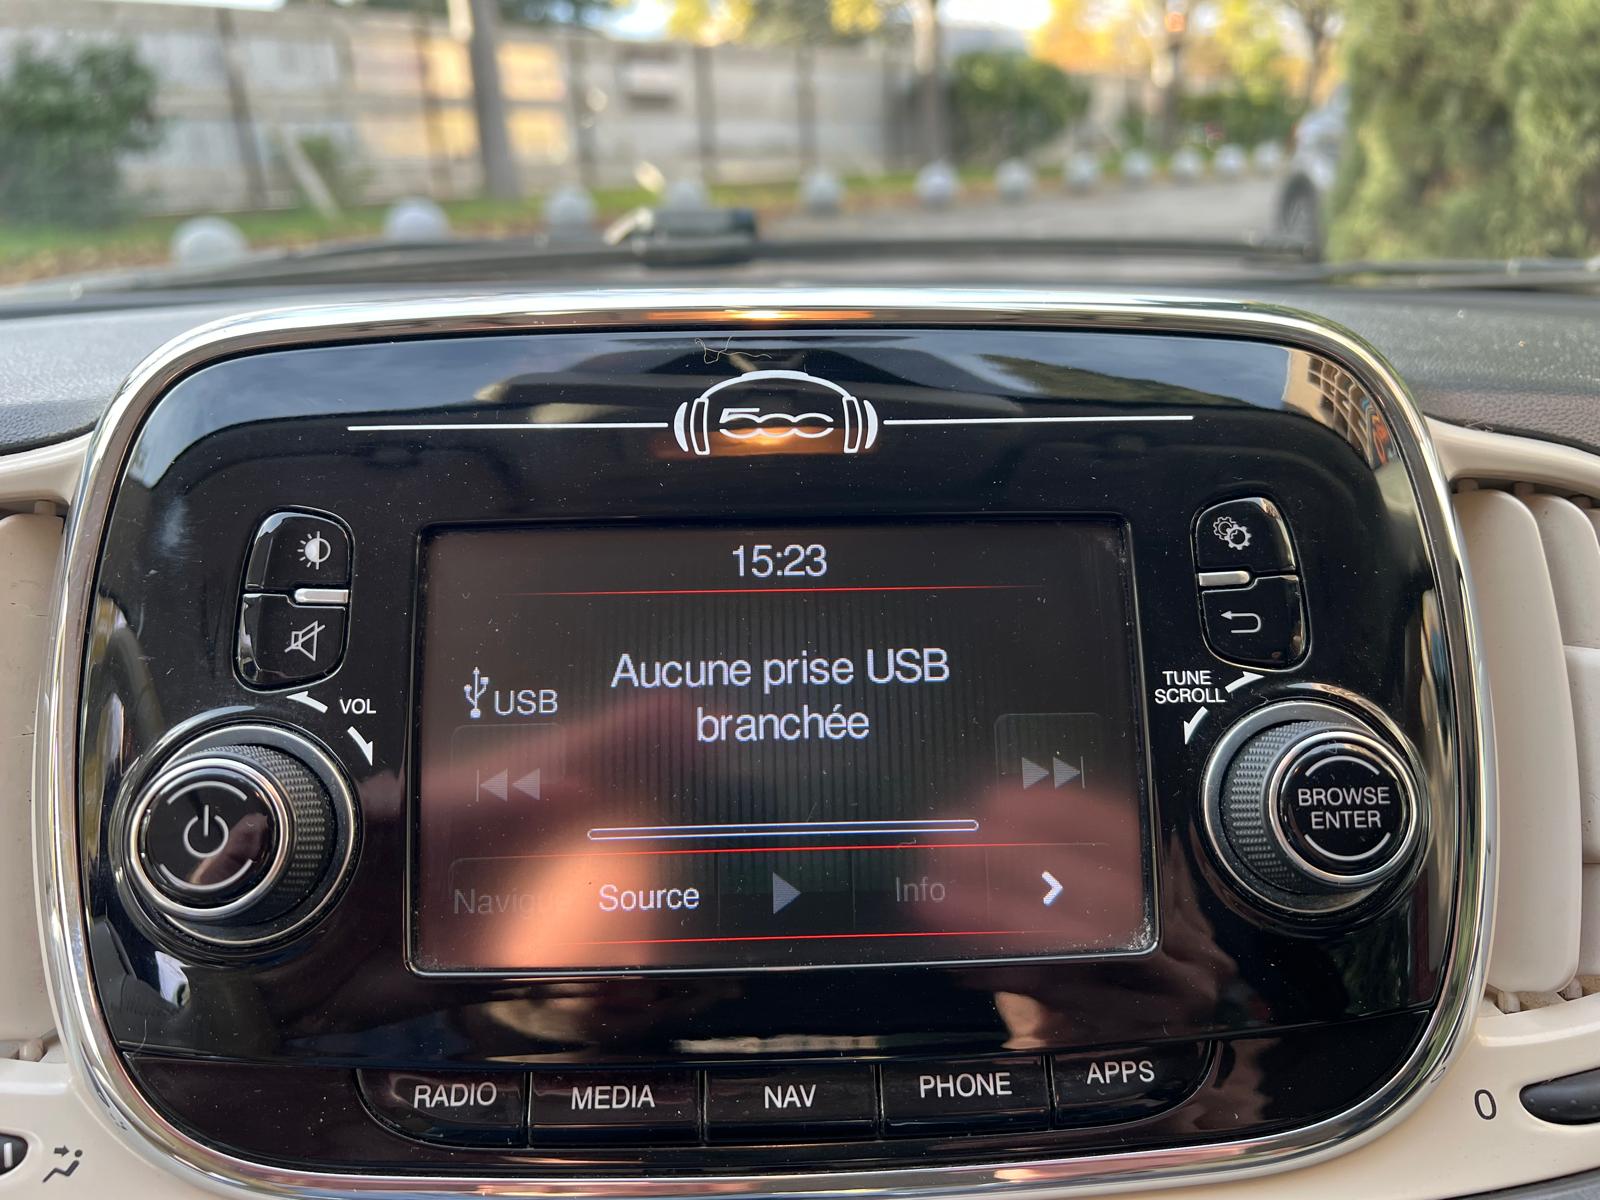 500
15:23
Aucune prise USB
branchée
USB
VOL
TUNE
SCROLL
BROWSE
ENTER
Source
Info
RADIO
MEDIA
NAV
PHONE
APPS
0